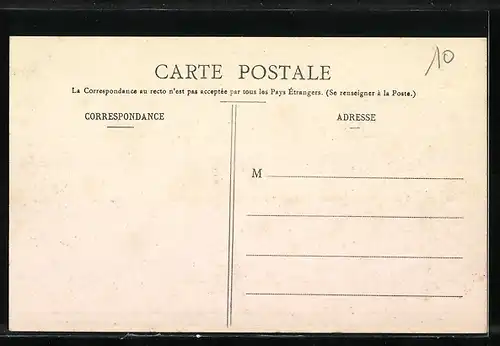 10
CARTE POSTALE
La Correspondance au recto n'est pas acceptée par tous les Pays Étrangers. (Se renseigner à la Poste.)
CORRESPONDANCE
ADRESSE
M